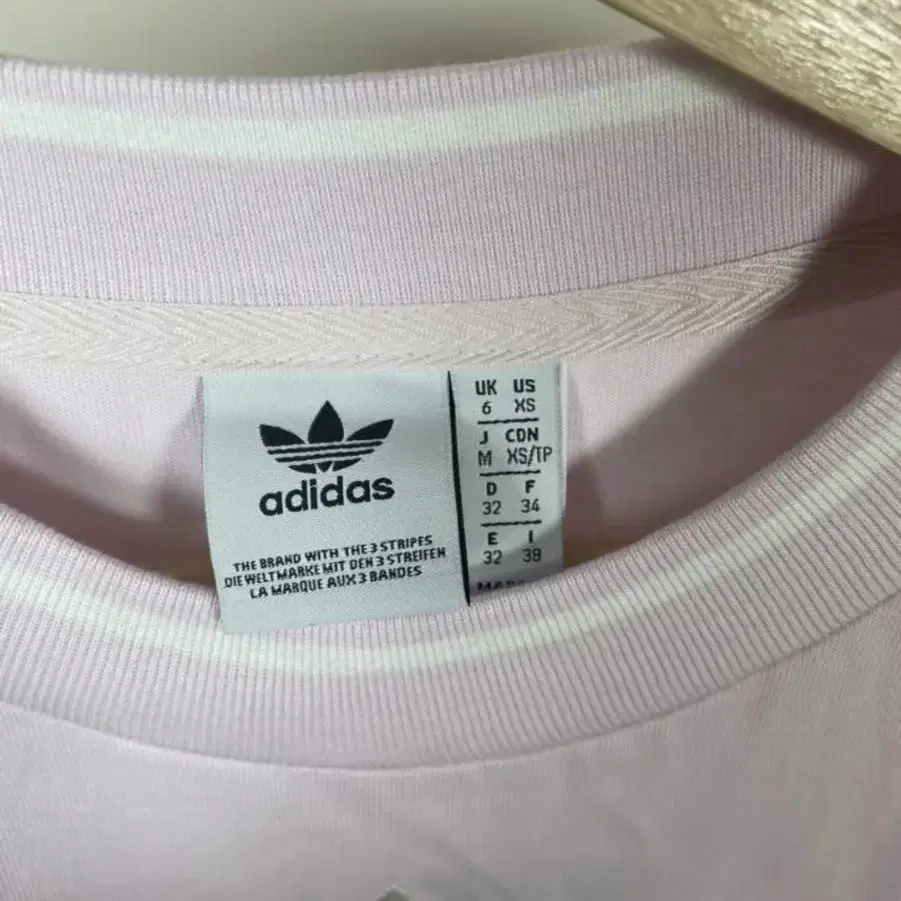 adidas
THE BRAND WITH THE 3 STRIPES
DIE WELTMARKE MIT DEN 3 STREIFEN
LA MARQUE AUX 3 BANDES
UK US
6 XS
J CDN
M XS/TP
D F
32 34
E I
32 38